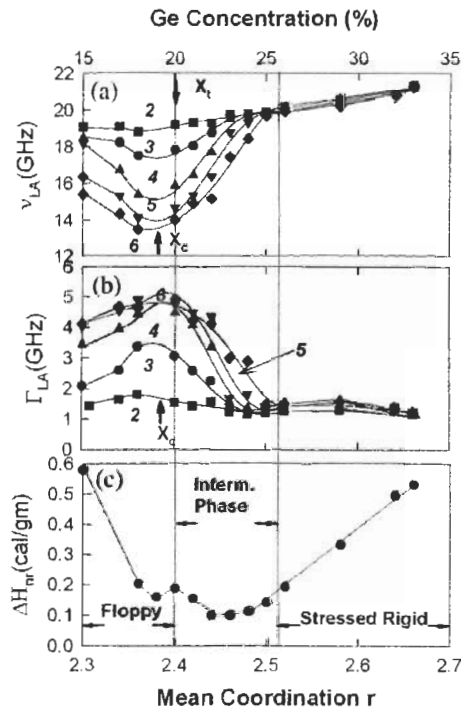 Ge Concentration (%)
15 20 25 30 35
22
20
18
16
14
12
(a)
X_t
2
3
4
5
6
X_c
ν_LA(GHz)
6
5
4
3
2
1
0
(b)
6
5
4
3
2
X_c
Γ_LA(GHz)
0.6
0.5
0.4
0.3
0.2
0.1
0.0
(c)
Interm.
Phase
Floppy
Stressed Rigid
ΔH_nr(cal/gm)
2.3 2.4 2.5 2.6 2.7
Mean Coordination r